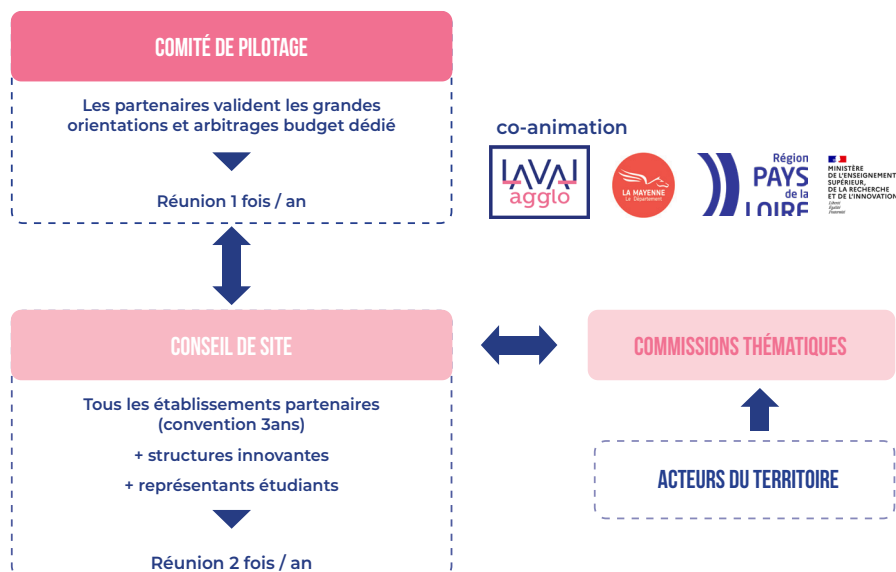 COMITÉ DE PILOTAGE
Les partenaires valident les grandes
orientations et arbitrages budget dédié
Réunion 1 fois / an
co-animation
LAVAL
agglo
LA MAYENNE
Le Département
Région
PAYS
de la
LOIRE
MINISTÈRE
DE L'ENSEIGNEMENT
SUPÉRIEUR,
DE LA RECHERCHE
ET DE L'INNOVATION
Liberté
Égalité
Fraternité
CONSEIL DE SITE
Tous les établissements partenaires
(convention 3ans)
+ structures innovantes
+ représentants étudiants
Réunion 2 fois / an
COMMISSIONS THÉMATIQUES
ACTEURS DU TERRITOIRE